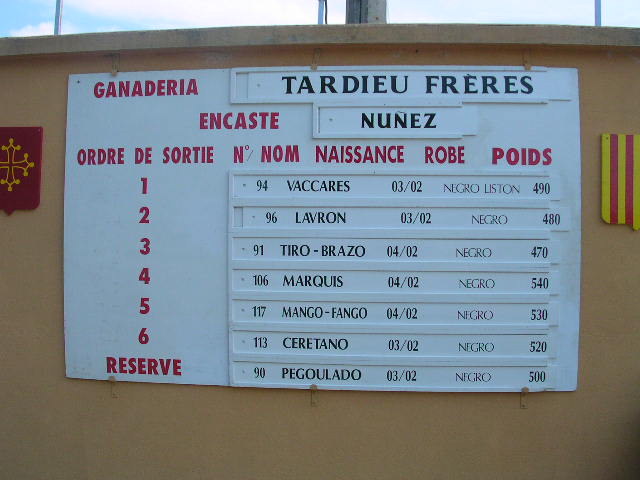 GANADERIA TARDIEU FRÈRES
ENCASTE NUÑEZ
ORDRE DE SORTIE N°/ NOM NAISSANCE ROBE POIDS
1 94 VACCARES 03/02 NEGRO LISTON 490
2 96 LAVRON 03/02 NEGRO 480
3 91 TIRO-BRAZO 04/02 NEGRO 470
4 106 MARQUIS 04/02 NEGRO 540
5 117 MANGO-FANGO 04/02 NEGRO 530
6 113 CERETANO 03/02 NEGRO 520
RESERVE 90 PEGOULADO 03/02 NEGRO 500